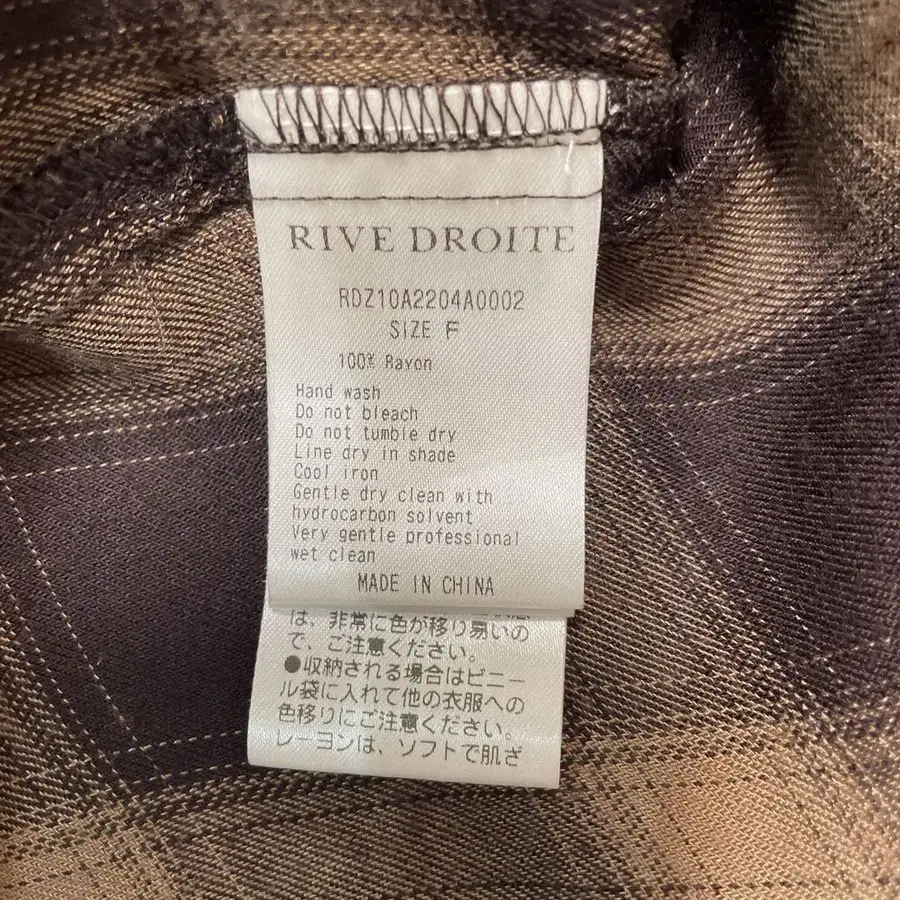 RIVE DROITE
RDZ10A2204A0002
SIZE F
100% Rayon
Hand wash
Do not bleach
Do not tumble dry
Line dry in shade
Cool iron
Gentle dry clean with
hydrocarbon solvent
Very gentle professional
wet clean
MADE IN CHINA
は、非常に色が移り易いの
で、ご注意ください。
●収納される場合はビニー
ル袋に入れて他の衣服への
色移りにご注意ください。
レーヨンは、ソフトで肌ざ